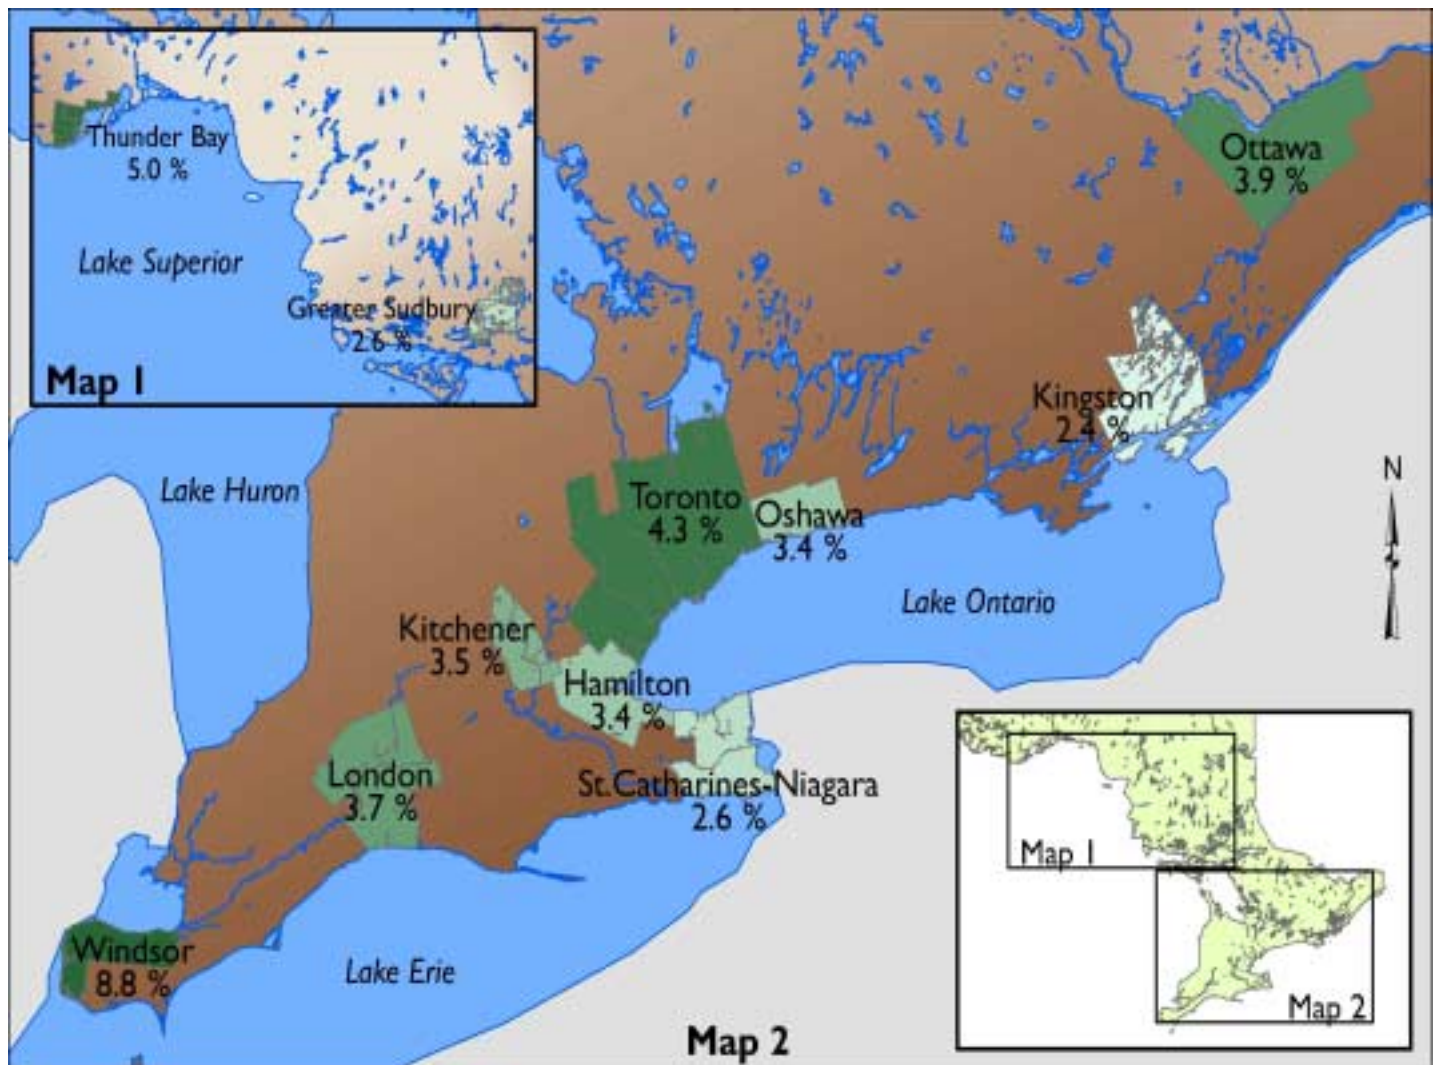 Thunder Bay
5.0 %
Lake Superior
Greater Sudbury
2.6 %
Map 1
Ottawa
3.9 %
Kingston
2.4 %
N
Lake Huron
Toronto
4.3 %
Oshawa
3.4 %
Lake Ontario
Kitchener
3.5 %
Hamilton
3.4 %
London
3.7 %
St.Catharines-Niagara
2.6 %
Windsor
8.8 %
Lake Erie
Map 2
Map 1
Map 2